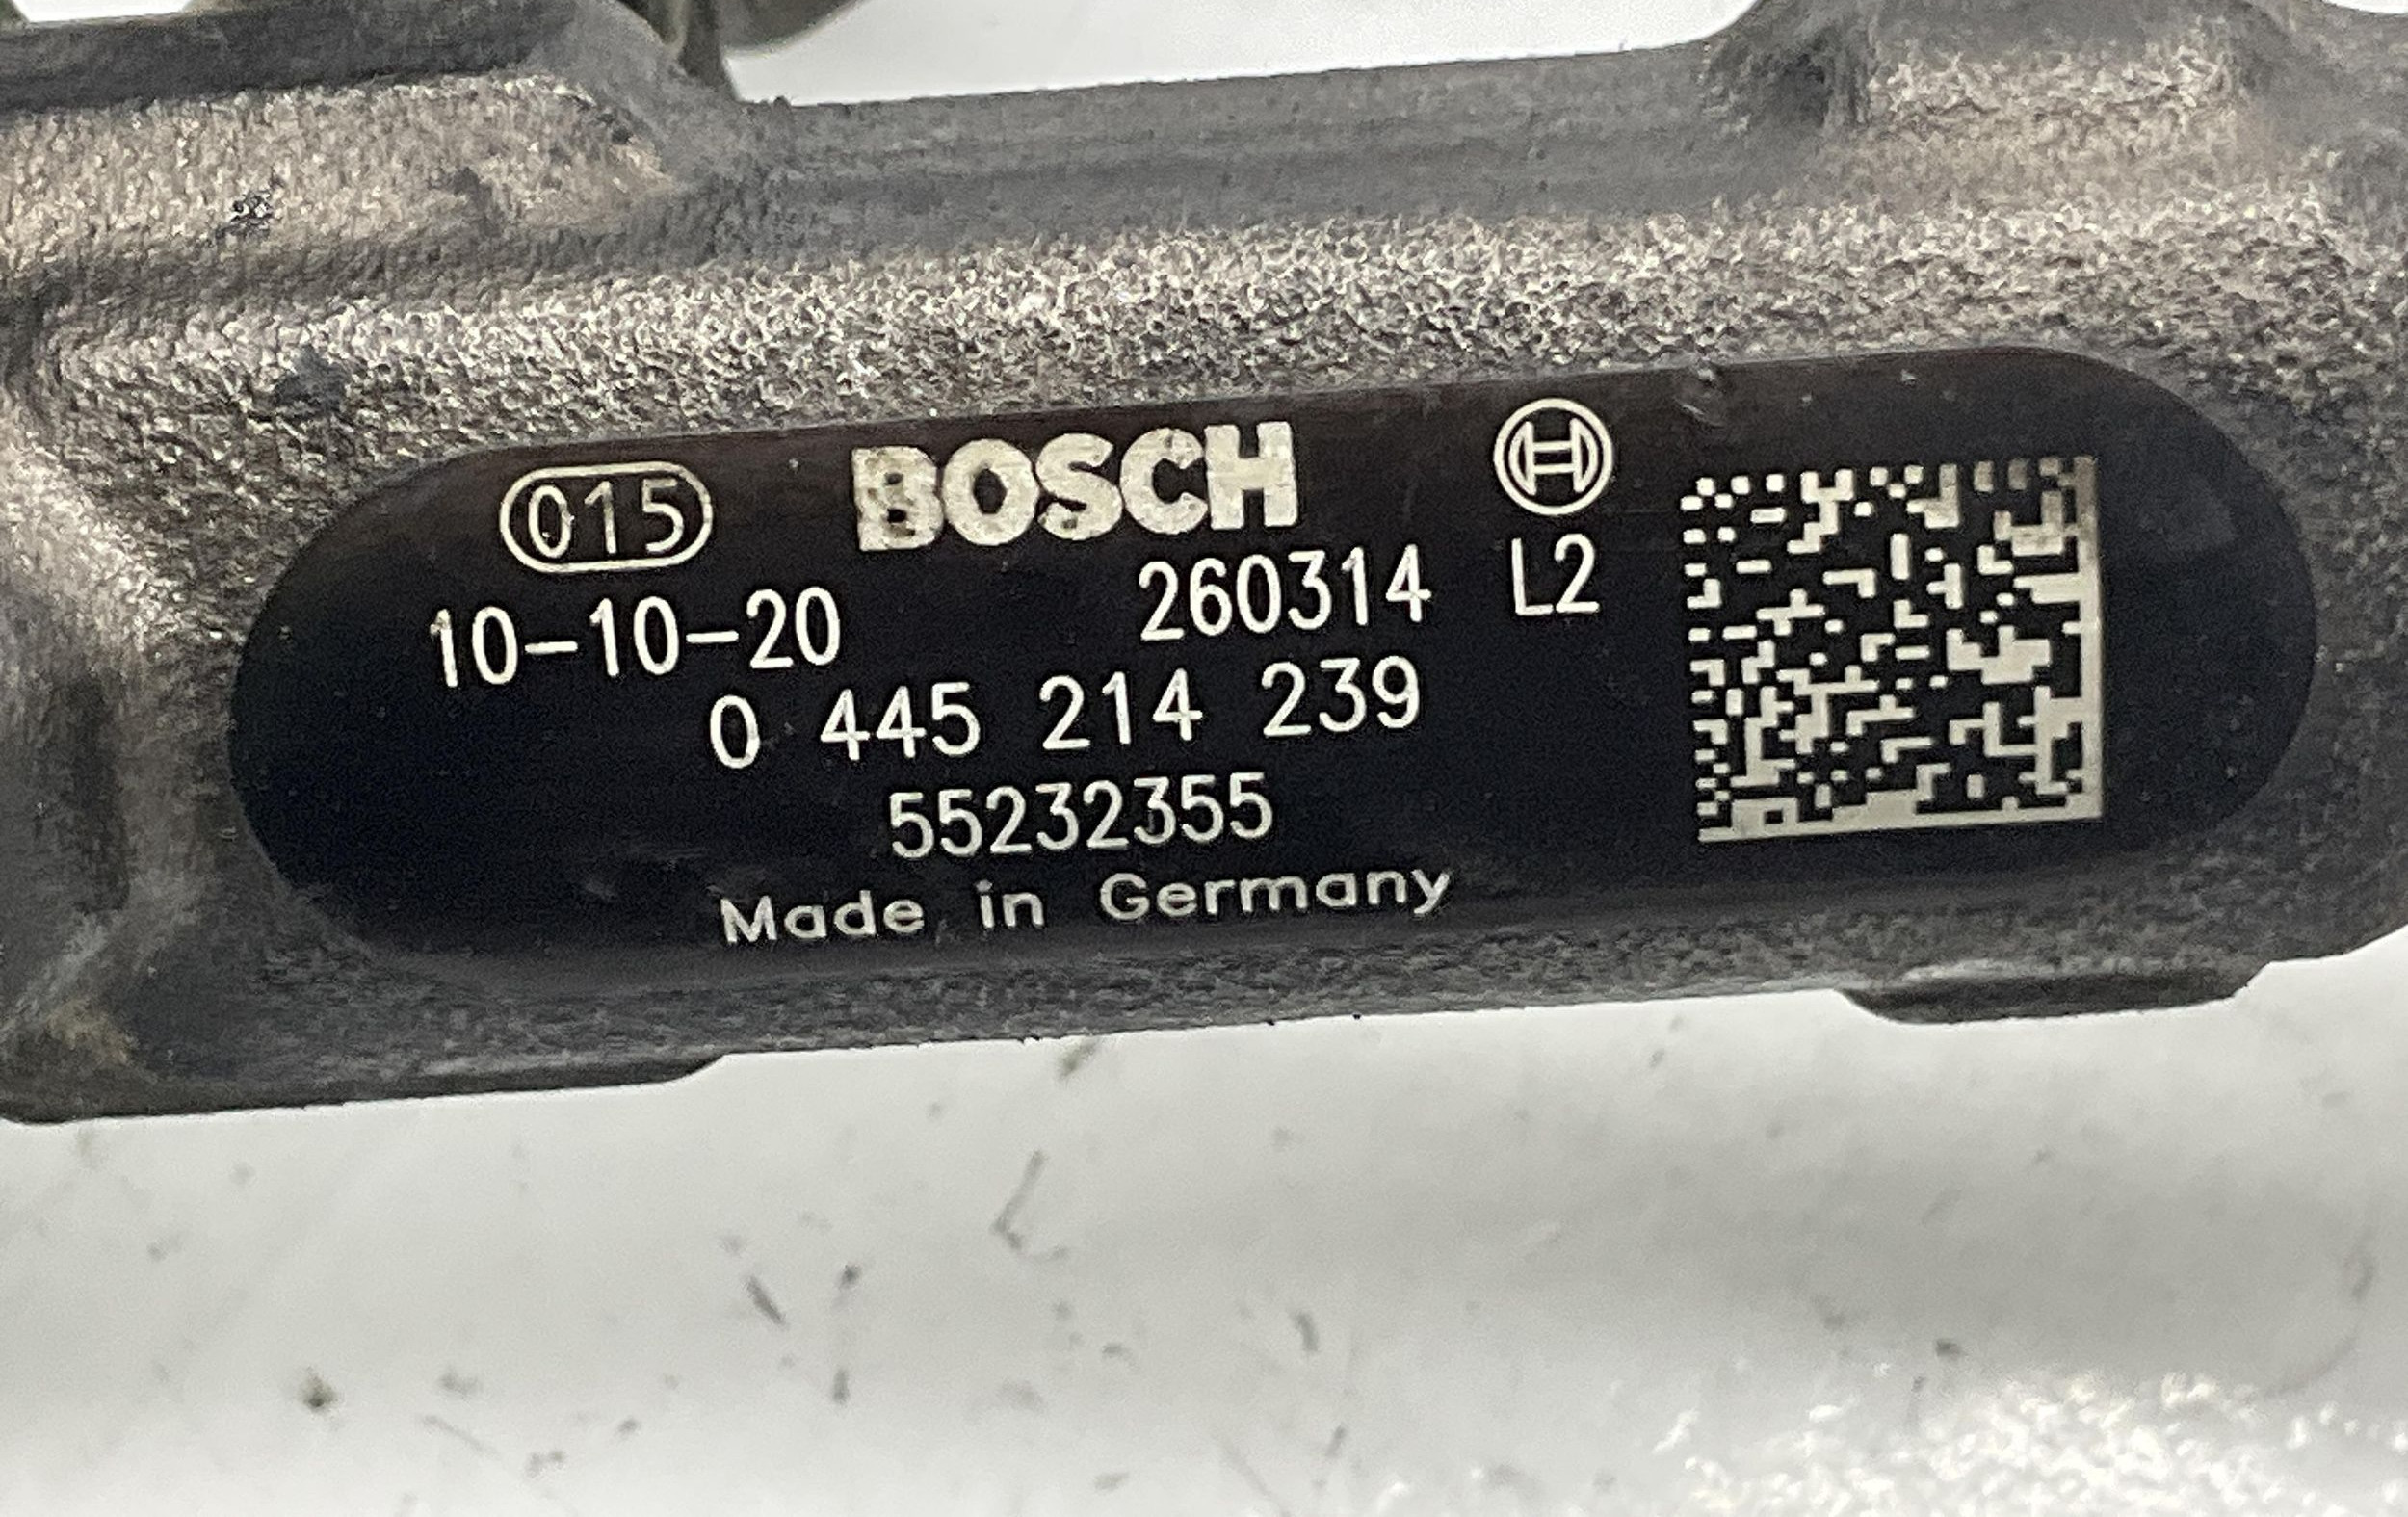 015 BOSCH
10-10-20 260314 L2
0 445 214 239
55232355
Made in Germany